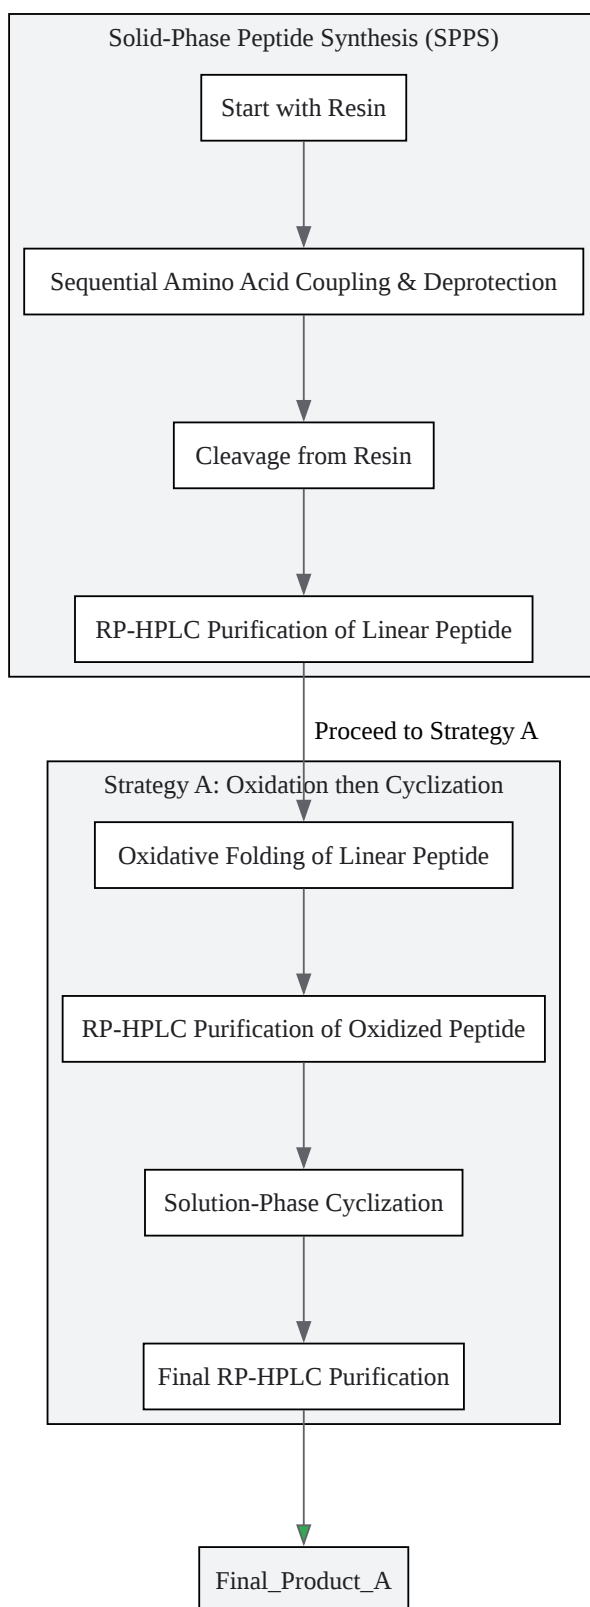 Solid-Phase Peptide Synthesis (SPPS)
Start with Resin
Sequential Amino Acid Coupling & Deprotection
Cleavage from Resin
RP-HPLC Purification of Linear Peptide
Proceed to Strategy A
Strategy A: Oxidation then Cyclization
Oxidative Folding of Linear Peptide
RP-HPLC Purification of Oxidized Peptide
Solution-Phase Cyclization
Final RP-HPLC Purification
Final_Product_A